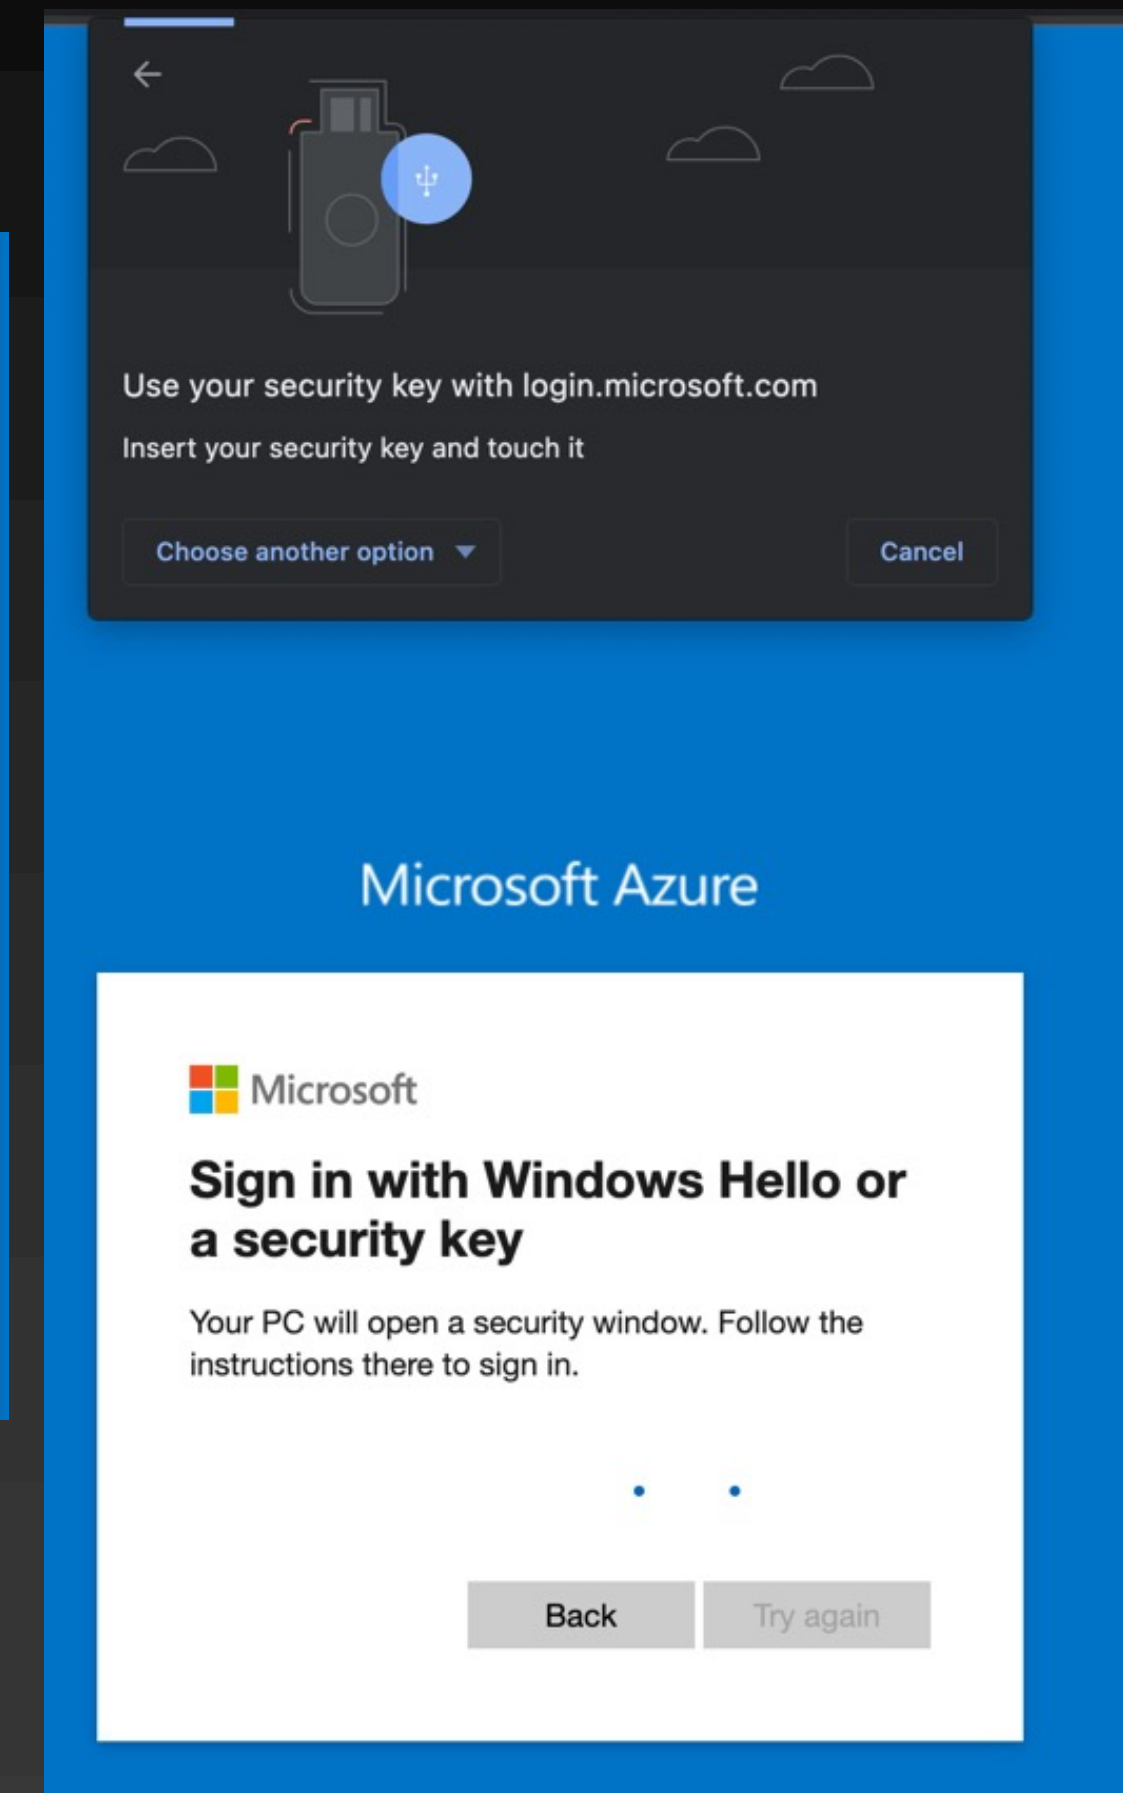 Use your security key with login.microsoft.com
Insert your security key and touch it
Choose another option
Cancel
Microsoft Azure
Microsoft
Sign in with Windows Hello or
a security key
Your PC will open a security window. Follow the
instructions there to sign in.
Back
Try again